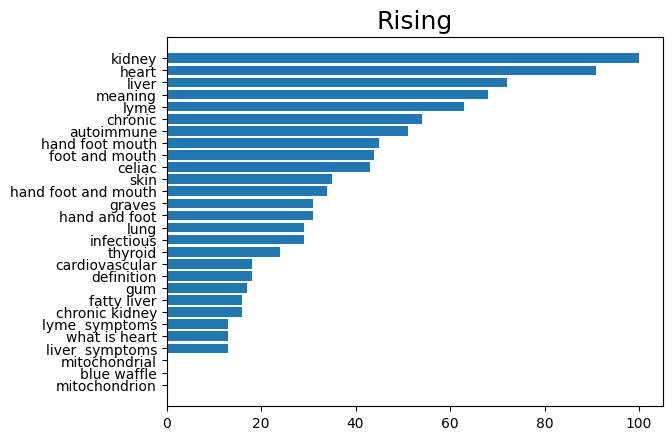 Rising
kidney
heart
liver
meaning
lyme
chronic
autoimmune
hand foot mouth
foot and mouth
celiac
skin
hand foot and mouth
graves
hand and foot
lung
infectious
thyroid
cardiovascular
definition
gum
fatty liver
chronic kidney
lyme  symptoms
what is heart
liver  symptoms
mitochondrial
blue waffle
mitochondrion
0 20 40 60 80 100